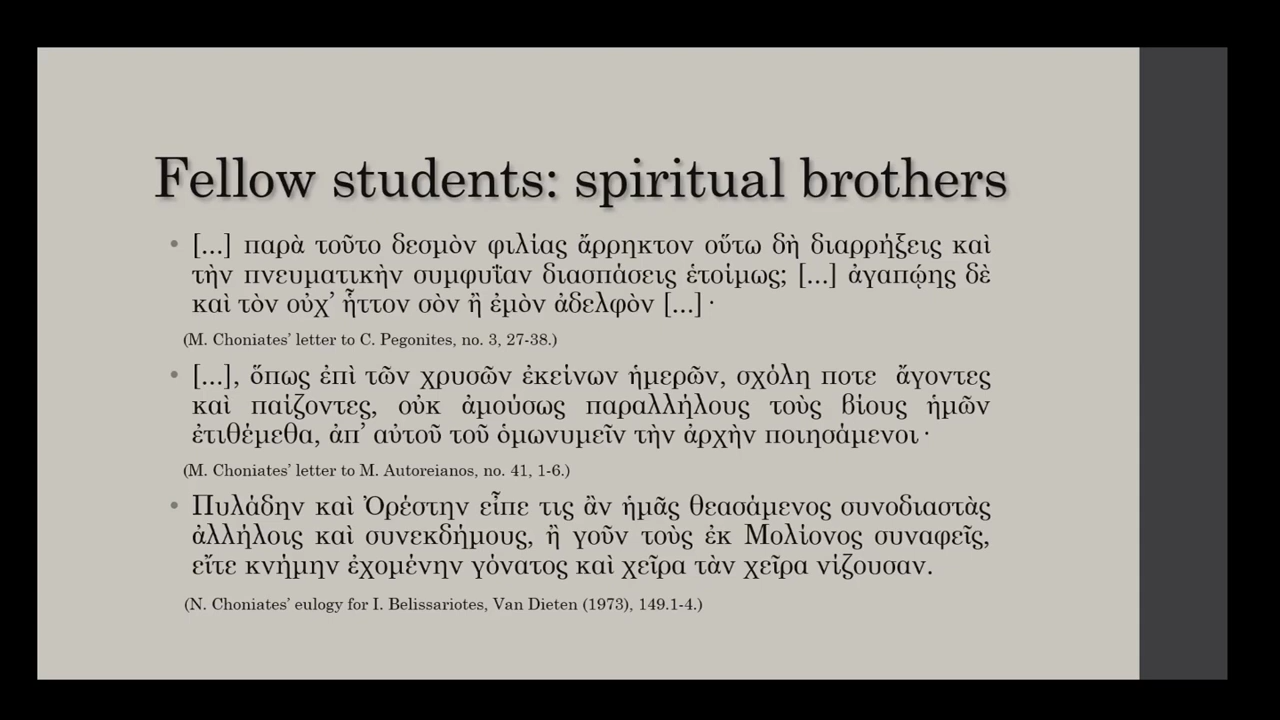 Fellow students: spiritual brothers
• [...] παρὰ τοῦτο δεσμὸν φιλίας ἄρρηκτον οὕτω δὴ διαρρήξεις καὶ
τὴν πνευματικὴν συμφυΐαν διασπάσεις ἑτοίμως; [...] ἀγαπῴης δὲ
καὶ τὸν οὐχ’ ἧττον σὸν ἢ ἐμὸν ἀδελφὸν [...] ·
(M. Choniates’ letter to C. Pegonites, no. 3, 27-38.)
• [...], ὅπως ἐπὶ τῶν χρυσῶν ἐκείνων ἡμερῶν, σχόλη ποτε ἄγοντες
καὶ παίζοντες, οὐκ ἀμούσως παραλλήλους τοὺς βίους ἡμῶν
ἐτιθέμεθα, ἀπ’ αὐτοῦ τοῦ ὁμωνυμεῖν τὴν ἀρχὴν ποιησάμενοι ·
(M. Choniates’ letter to M. Autoreianos, no. 41, 1-6.)
• Πυλάδην καὶ Ὀρέστην εἶπε τις ἂν ἡμᾶς θεασάμενος συνοδιαστὰς
ἀλλήλοις καὶ συνεκδήμους, ἢ γοῦν τοὺς ἐκ Μολίονος συναφεῖς,
εἴτε κνήμην ἐχομένην γόνατος καὶ χεῖρα τὰν χεῖρα νίζουσαν.
(N. Choniates’ eulogy for I. Belissariotes, Van Dieten (1973), 149.1-4.)